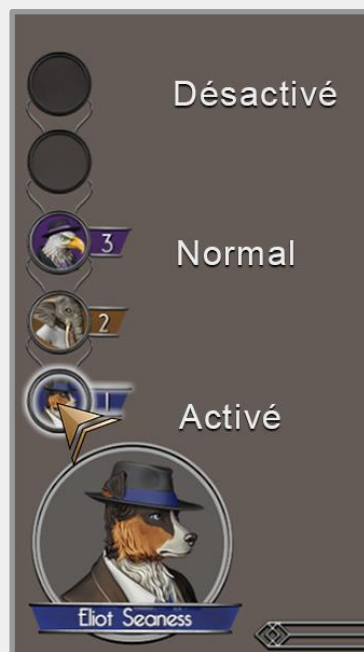 Désactivé
3
Normal
2
1
Activé
Eliot Seaness